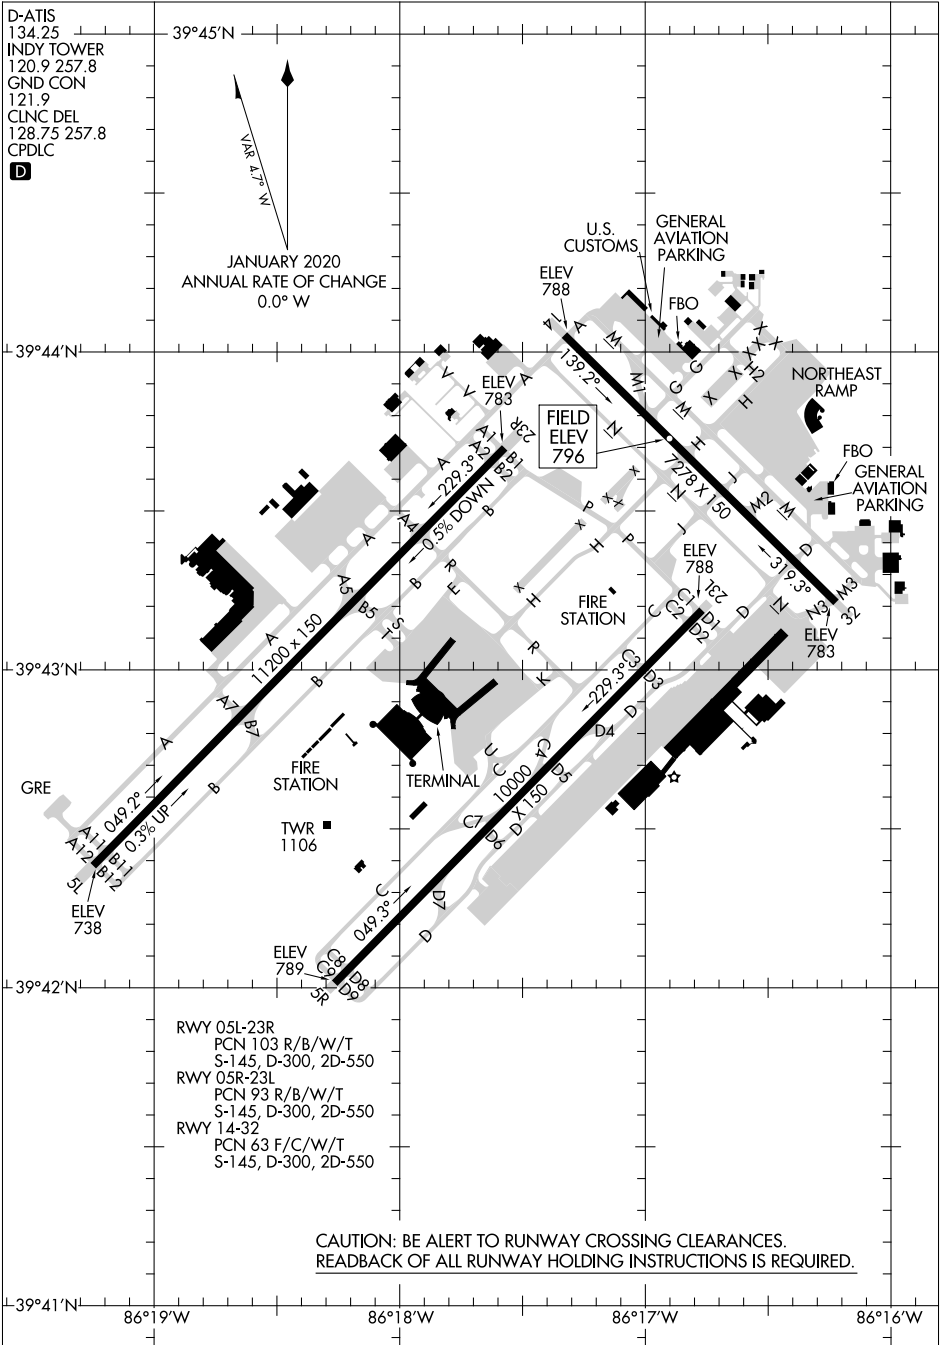 D-ATIS
134.25
INDY TOWER
120.9 257.8
GND CON
121.9
CLNC DEL
128.75 257.8
CPDLC
D
39°45'N
VAR 4.7° W
JANUARY 2020
ANNUAL RATE OF CHANGE
0.0° W
U.S.
CUSTOMS
GENERAL
AVIATION
PARKING
ELEV
788
FBO
14
A
M
X
X
X
X
39°44'N
139.2°
M1
G
G
X
H2
M
X
H
NORTHEAST
RAMP
V
V
A
ELEV
783
FIELD
ELEV
796
N
H
23R
A1
A2
B1
B2
A
229.3°
0.5% DOWN
7278 X 150
J
FBO
GENERAL
AVIATION
PARKING
X
N
M2
M
B
A4
A
X
X
P
X
P
H
J
D
ELEV
788
319.3°
R
E
B
A5
B5
S
T
X
H
FIRE
STATION
C
C1
C2
23L
D1
D2
D
N
N3
M3
32
ELEV
783
A
11200 x 150
39°43'N
R
K
C3
D3
229.3°
B
A7
B7
D
D4
A
FIRE
STATION
I
TERMINAL
U
C
C4
D5
10000
X 150
GRE
049.2°
0.3% UP
B
TWR
1106
C7
D6
D
A11
A12
B11
B12
5L
ELEV
738
C
049.3°
D7
D
ELEV
789
C8
C9
D8
D9
5R
39°42'N
RWY 05L-23R
PCN 103 R/B/W/T
S-145, D-300, 2D-550
RWY 05R-23L
PCN 93 R/B/W/T
S-145, D-300, 2D-550
RWY 14-32
PCN 63 F/C/W/T
S-145, D-300, 2D-550
CAUTION: BE ALERT TO RUNWAY CROSSING CLEARANCES.
READBACK OF ALL RUNWAY HOLDING INSTRUCTIONS IS REQUIRED.
39°41'N
86°19'W
86°18'W
86°17'W
86°16'W